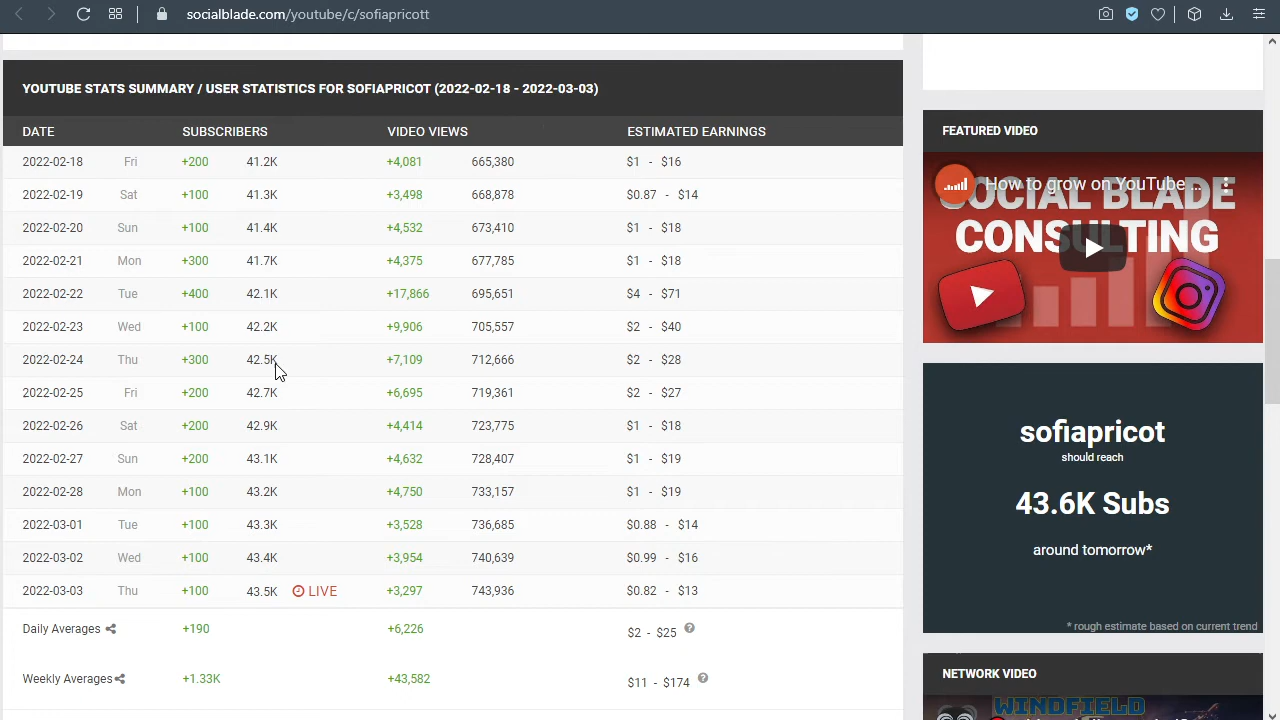 socialblade.com/youtube/c/sofiapricott
YOUTUBE STATS SUMMARY / USER STATISTICS FOR SOFIAPRICOT (2022-02-18 - 2022-03-03)
DATE SUBSCRIBERS VIDEO VIEWS ESTIMATED EARNINGS
2022-02-18 Fri +200 41.2K +4,081 665,380 $1 - $16
2022-02-19 Sat +100 41.3K +3,498 668,878 $0.87 - $14
2022-02-20 Sun +100 41.4K +4,532 673,410 $1 - $18
2022-02-21 Mon +300 41.7K +4,375 677,785 $1 - $18
2022-02-22 Tue +400 42.1K +17,866 695,651 $4 - $71
2022-02-23 Wed +100 42.2K +9,906 705,557 $2 - $40
2022-02-24 Thu +300 42.5K +7,109 712,666 $2 - $28
2022-02-25 Fri +200 42.7K +6,695 719,361 $2 - $27
2022-02-26 Sat +200 42.9K +4,414 723,775 $1 - $18
2022-02-27 Sun +200 43.1K +4,632 728,407 $1 - $19
2022-02-28 Mon +100 43.2K +4,750 733,157 $1 - $19
2022-03-01 Tue +100 43.3K +3,528 736,685 $0.88 - $14
2022-03-02 Wed +100 43.4K +3,954 740,639 $0.99 - $16
2022-03-03 Thu +100 43.5K LIVE +3,297 743,936 $0.82 - $13
Daily Averages +190 +6,226 $2 - $25 ?
Weekly Averages +1.33K +43,582 $11 - $174 ?
FEATURED VIDEO
How to grow on YouTube ...
SOCIAL BLADE
CONSULTING
sofiapricot
should reach
43.6K Subs
around tomorrow*
* rough estimate based on current trend
NETWORK VIDEO
WINDFIELD